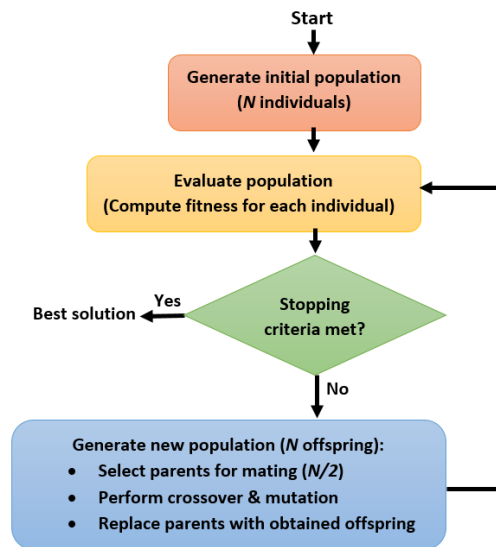 Start
Generate initial population
(N individuals)
Evaluate population
(Compute fitness for each individual)
Yes
Best solution
Stopping
criteria met?
No
Generate new population (N offspring):
• Select parents for mating (N/2)
• Perform crossover & mutation
• Replace parents with obtained offspring